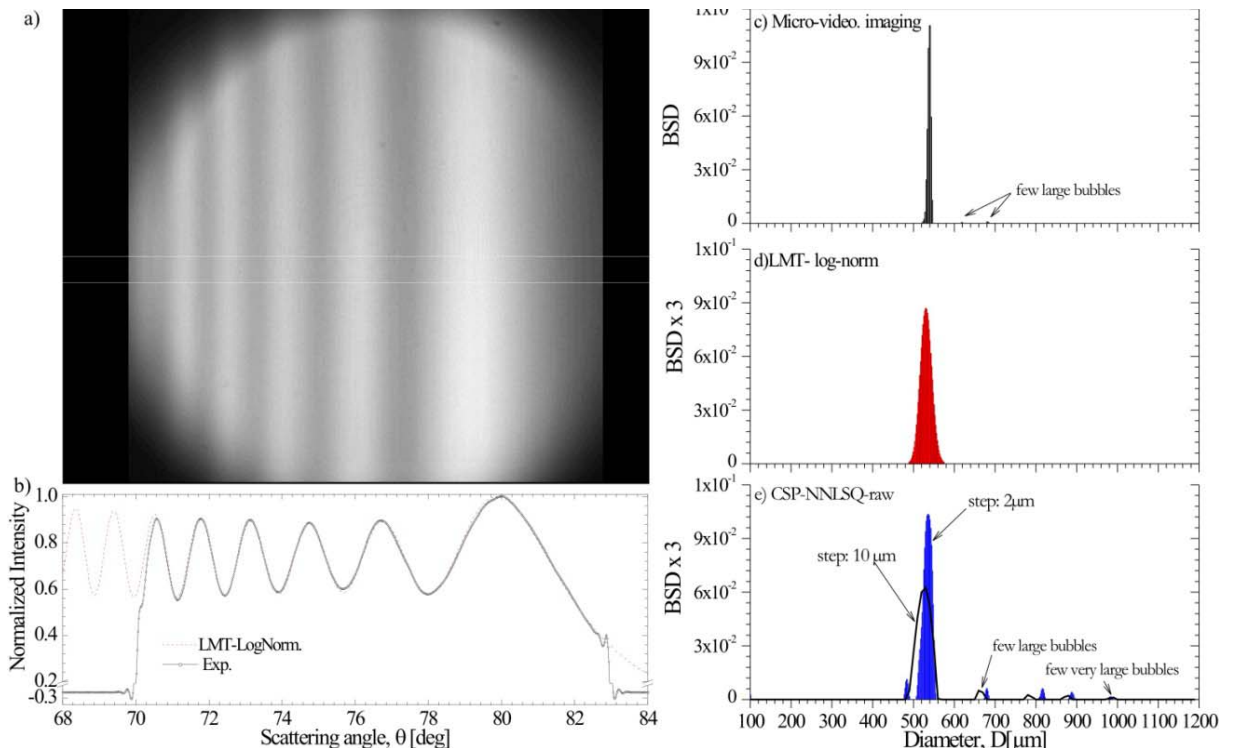 a)
b)
Normalized Intensity
1.0
0.8
0.6
0.4
0.2
-0.3
LMT-LogNorm.
Exp.
68 70 72 74 76 78 80 82 84
Scattering angle, θ [deg]
c) Micro-video. imaging
BSD
9x10⁻²
6x10⁻²
3x10⁻²
0
few large bubbles
d)LMT- log-norm
BSD x 3
1x10⁻¹
9x10⁻²
6x10⁻²
3x10⁻²
0
e) CSP-NNLSQ-raw
BSD x 3
1x10⁻¹
9x10⁻²
6x10⁻²
3x10⁻²
0
step: 2µm
step: 10 µm
few large bubbles
few very large bubbles
100 200 300 400 500 600 700 800 900 1000 1100 1200
Diameter, D[µm]